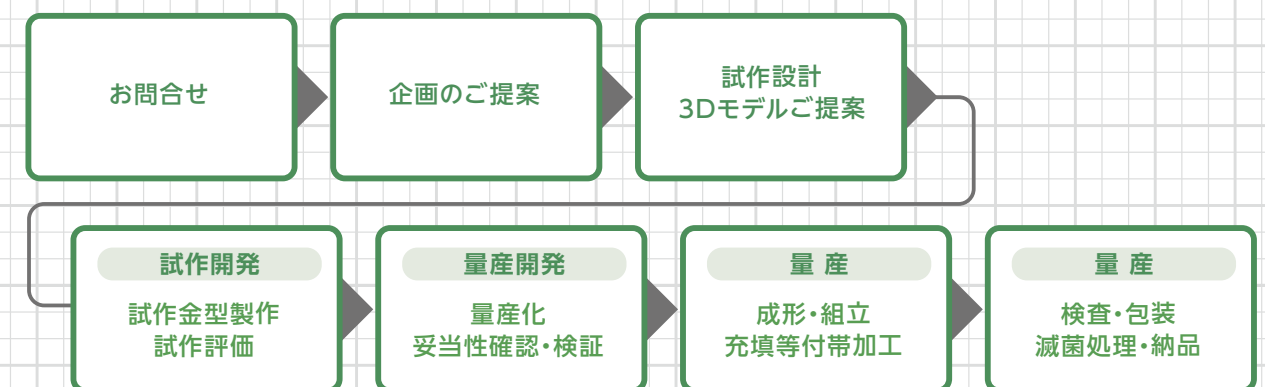 お問合せ
企画のご提案
試作設計
3Dモデルご提案
試作開発
試作金型製作
試作評価
量産開発
量産化
妥当性確認・検証
量 産
成形・組立
充填等付帯加工
量 産
検査・包装
滅菌処理・納品